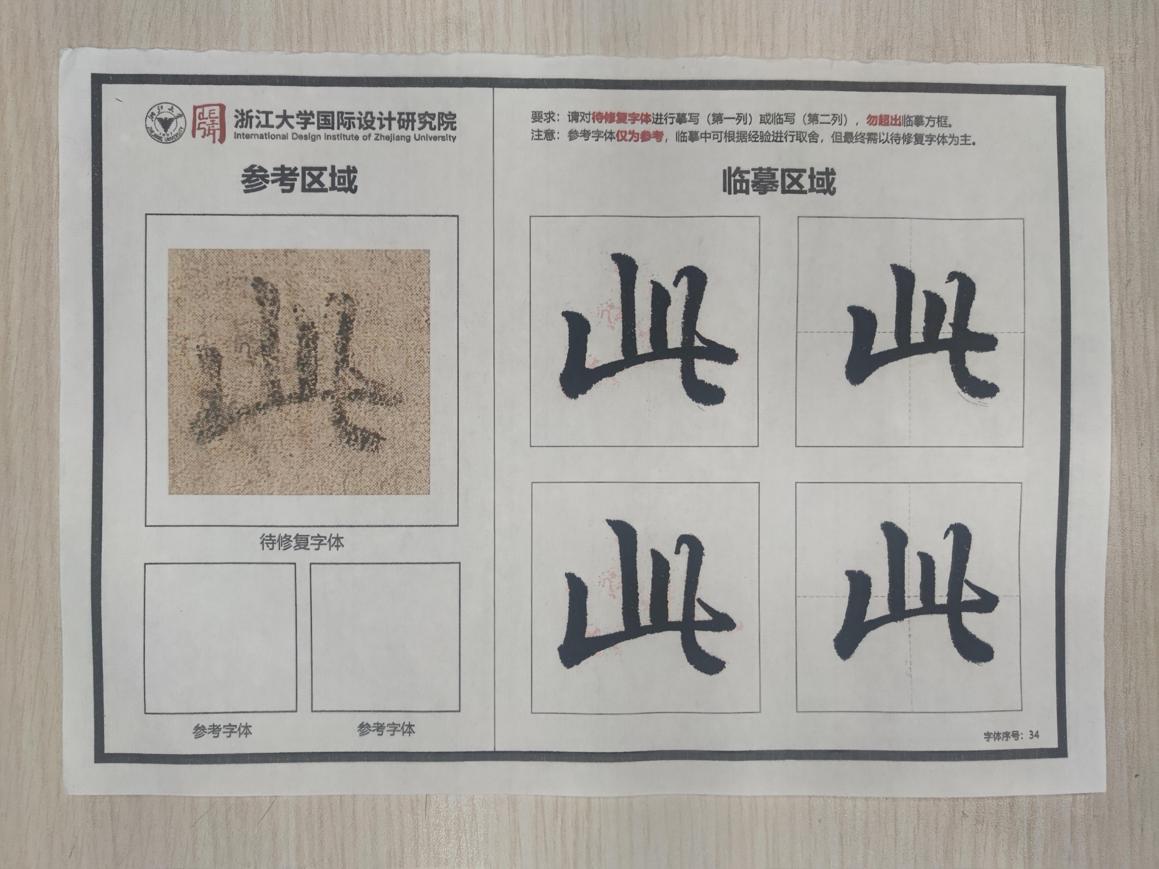 浙江大学国际设计研究院
International Design Institute of Zhejiang University
参考区域
此
待修复字体
参考字体
参考字体
要求：请对待修复字体进行摹写（第一列）或临写（第二列），勿超出临摹方框。
注意：参考字体仅为参考，临摹中可根据经验进行取舍，但最终需以待修复字体为主。
临摹区域
此 此
此 此
字体序号：34